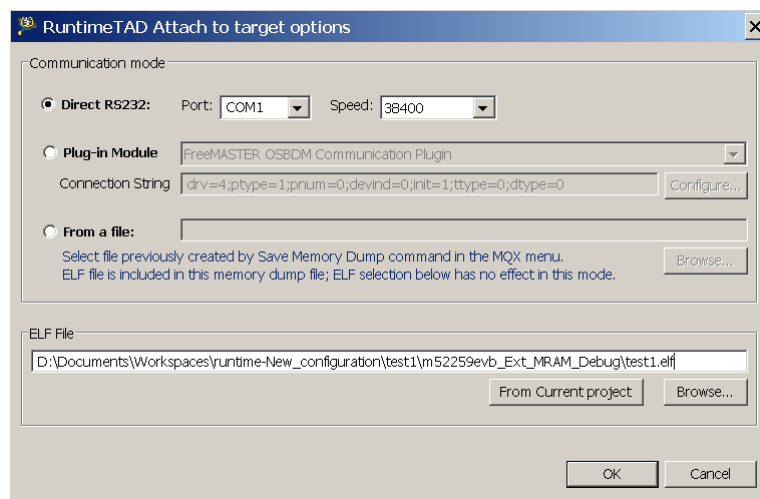 RuntimeTAD Attach to target options
Communication mode
Direct RS232: Port: COM1 Speed: 38400
Plug-in Module FreeMASTER OSBDM Communication Plugin
Connection String drv=4;ptype=1;pnum=0;devind=0;init=1;ttype=0;dtype=0 Configure...
From a file:
Select file previously created by Save Memory Dump command in the MQX menu.
ELF file is included in this memory dump file; ELF selection below has no effect in this mode.
Browse...
ELF File
D:\Documents\Workspaces\runtime-New_configuration\test1\m52259evb_Ext_MRAM_Debug\test1.elf
From Current project Browse...
OK Cancel